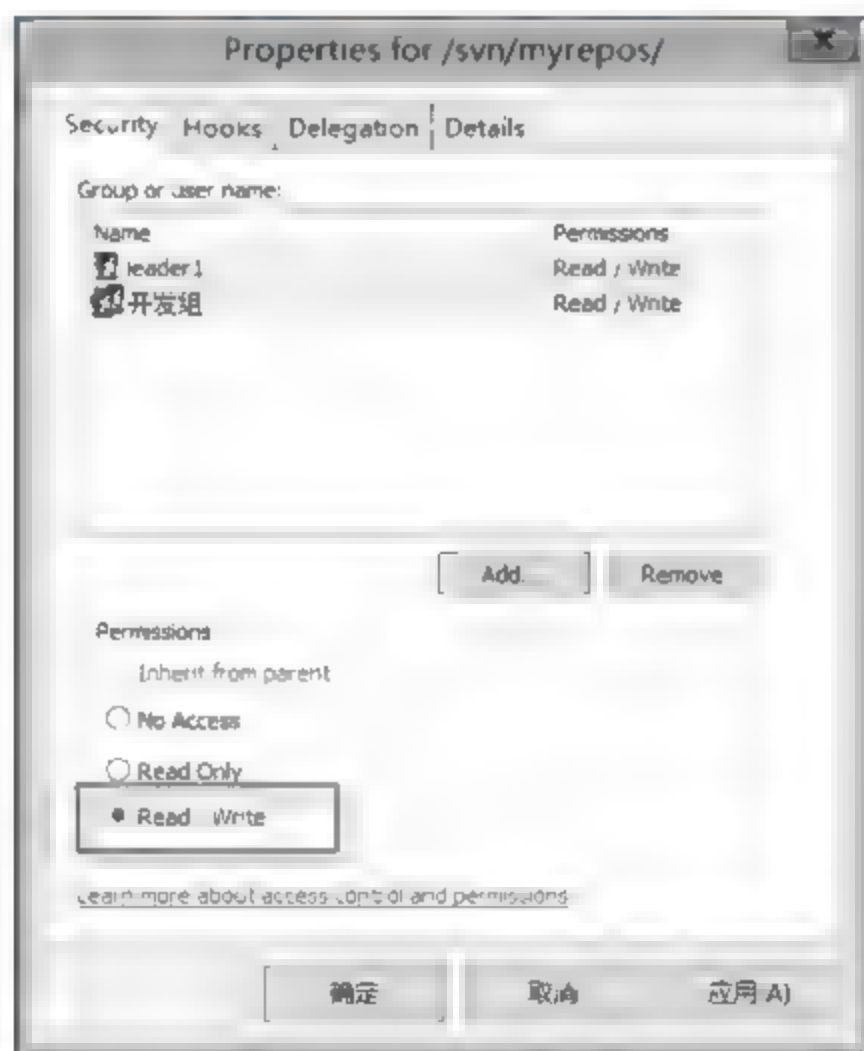 Properties for /svn/myrepos/
Security Hooks Delegation Details
Group or user name:
Name Permissions
leader1 Read / Write
开发组 Read / Write
Add... Remove
Permissions
Inherit from parent
No Access
Read Only
Read Write
Learn more about access control and permissions
确定 取消 应用 A)